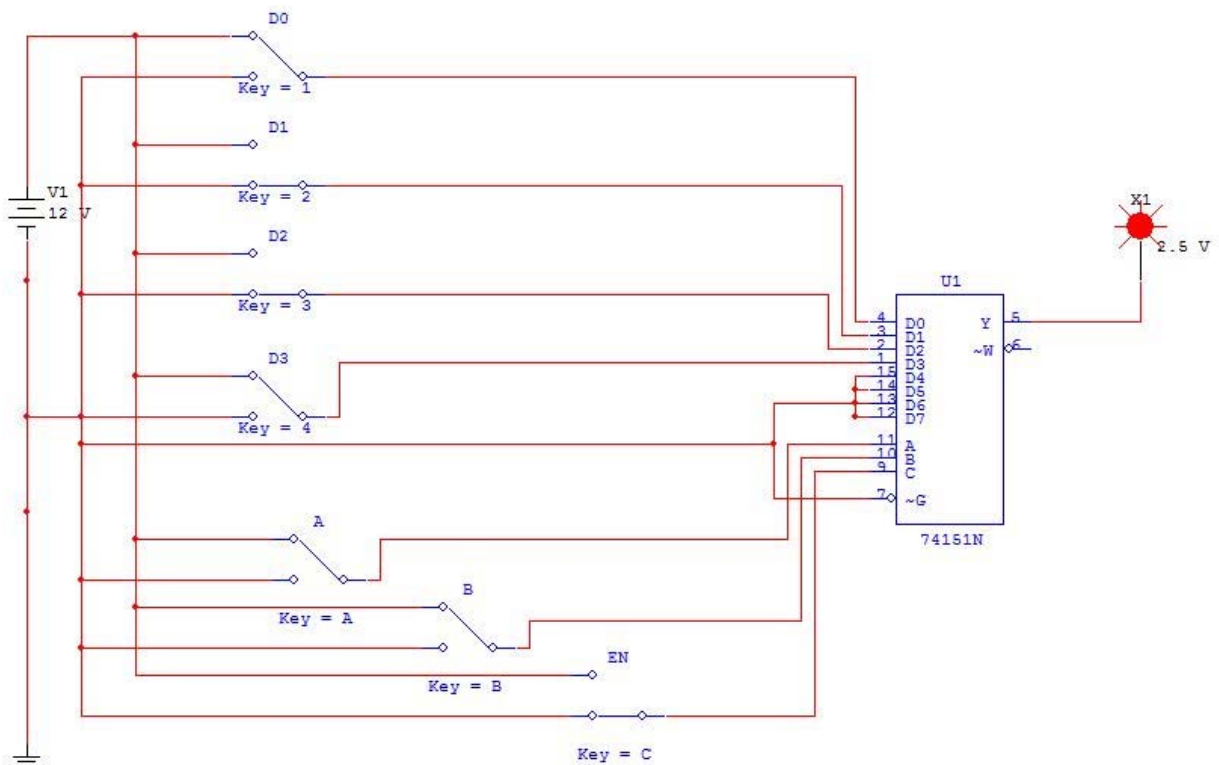 D0
Key = 1
D1
V1
12 V
Key = 2
X1
2.5 V
D2
Key = 3
U1
4 D0 Y 5
3 D1
2 D2 ~W 6
1 D3
15 D4
14 D5
13 D6
12 D7
D3
Key = 4
11 A
10 B
9 C
7 ~G
74151N
A
Key = A
B
Key = B
EN
Key = C